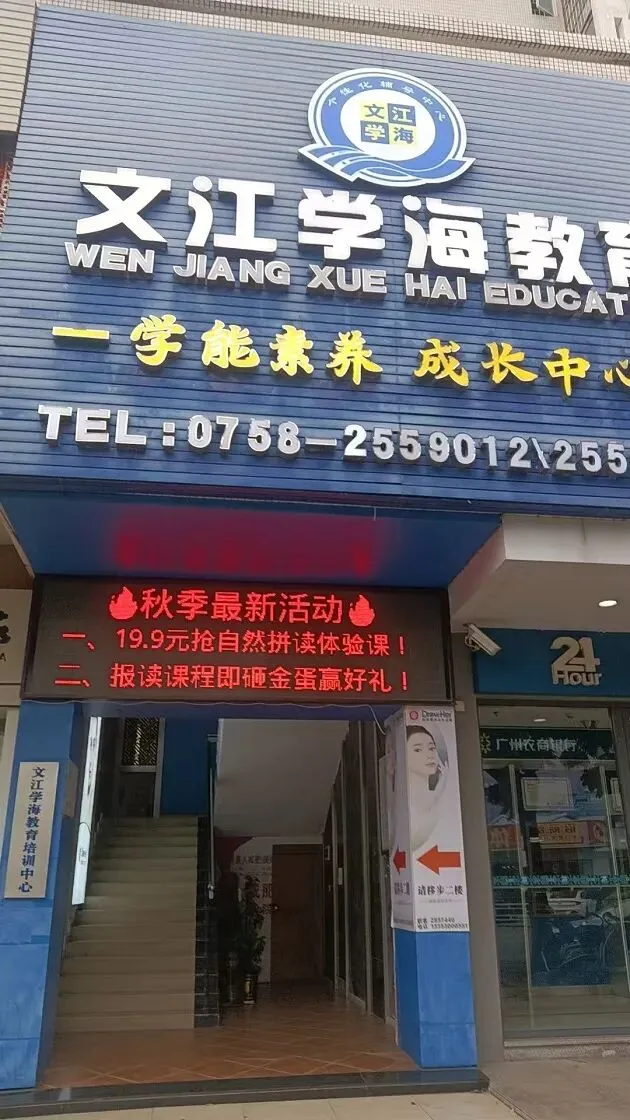 个性化辅导中心
文江
学海
文江学海教育
WEN JIANG XUE HAI EDUCAT
一学能素养 成长中心
TEL:0758-2559012\255
秋季最新活动
一、19.9元抢自然拼读体验课!
二、报读课程即砸金蛋赢好礼!
24
Hour
广州农商银行
文江学海教育培训中心
请移步二楼